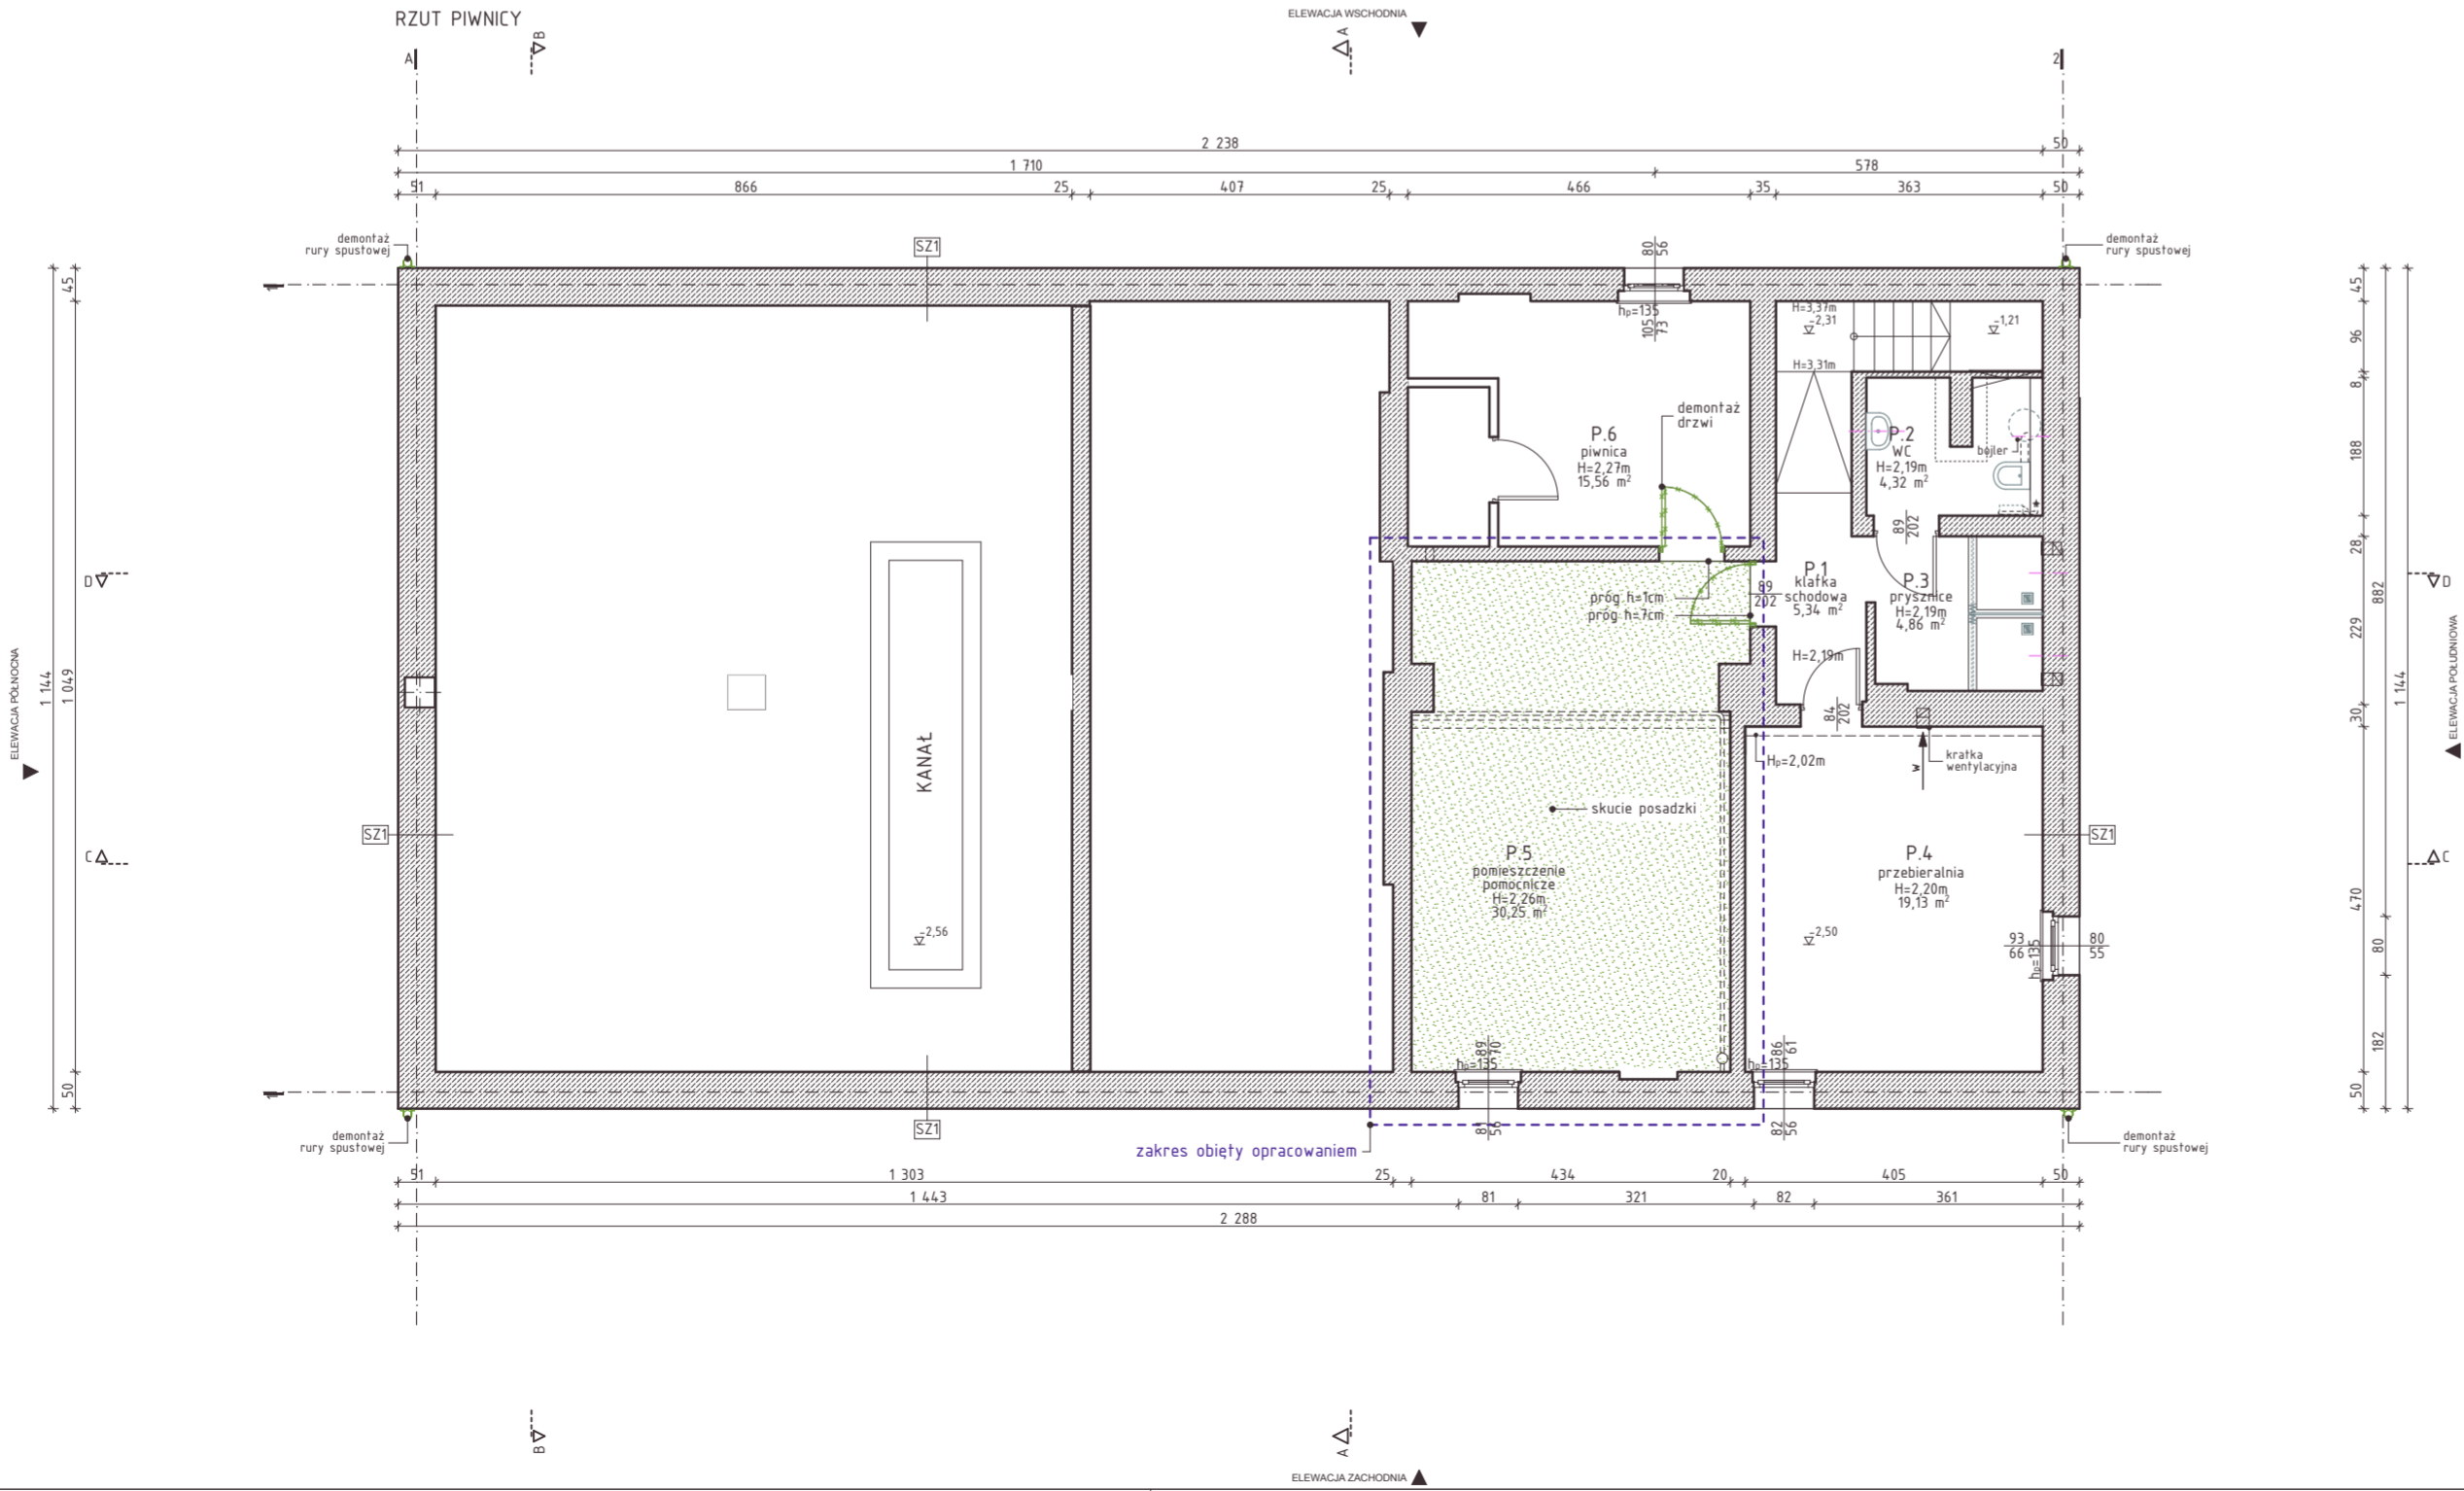 RZUT PIWNICY
ELEWACJA WSCHODNIA
B
A
A
2
2 238
50
1 710
578
51
866
25
407
25
466
35
363
50
demontaż
rury spustowej
SZ1
80
56
demontaż
rury spustowej
1
45
hp=135
105
73
H=3,37m
-2,31
-1,21
45
96
H=3,31m
8
demontaż
drzwi
P.6
piwnica
H=2,27m
15,56 m²
P.2
WC
H=2,19m
4,32 m²
bojler
*
188
89
202
28
D
D
próg h=1cm
próg h=7cm
89
202
P.1
klatka
schodowa
5,34 m²
P.3
prysznice
H=2,19m
4,86 m²
882
229
H=2,19m
ELEWACJA PÓŁNOCNA
1 144
1 049
1 144
ELEWACJA POŁUDNIOWA
84
202
30
KANAŁ
Hp=2,02m
w
kratka
wentylacyjna
skucie posadzki
SZ1
SZ1
C
C
P.5
pomieszczenie
pomocnicze
H=2,26m
30,25 m²
P.4
przebieralnia
H=2,20m
19,13 m²
470
-2,56
-2,50
93
66
80
55
hp=135
80
182
hp=135
89
70
hp=135
86
61
50
50
1
demontaż
rury spustowej
SZ1
81
56
82
56
demontaż
rury spustowej
zakres objęty opracowaniem
51
1 303
25
434
20
405
50
1 443
81
321
82
361
2 288
B
A
ELEWACJA ZACHODNIA